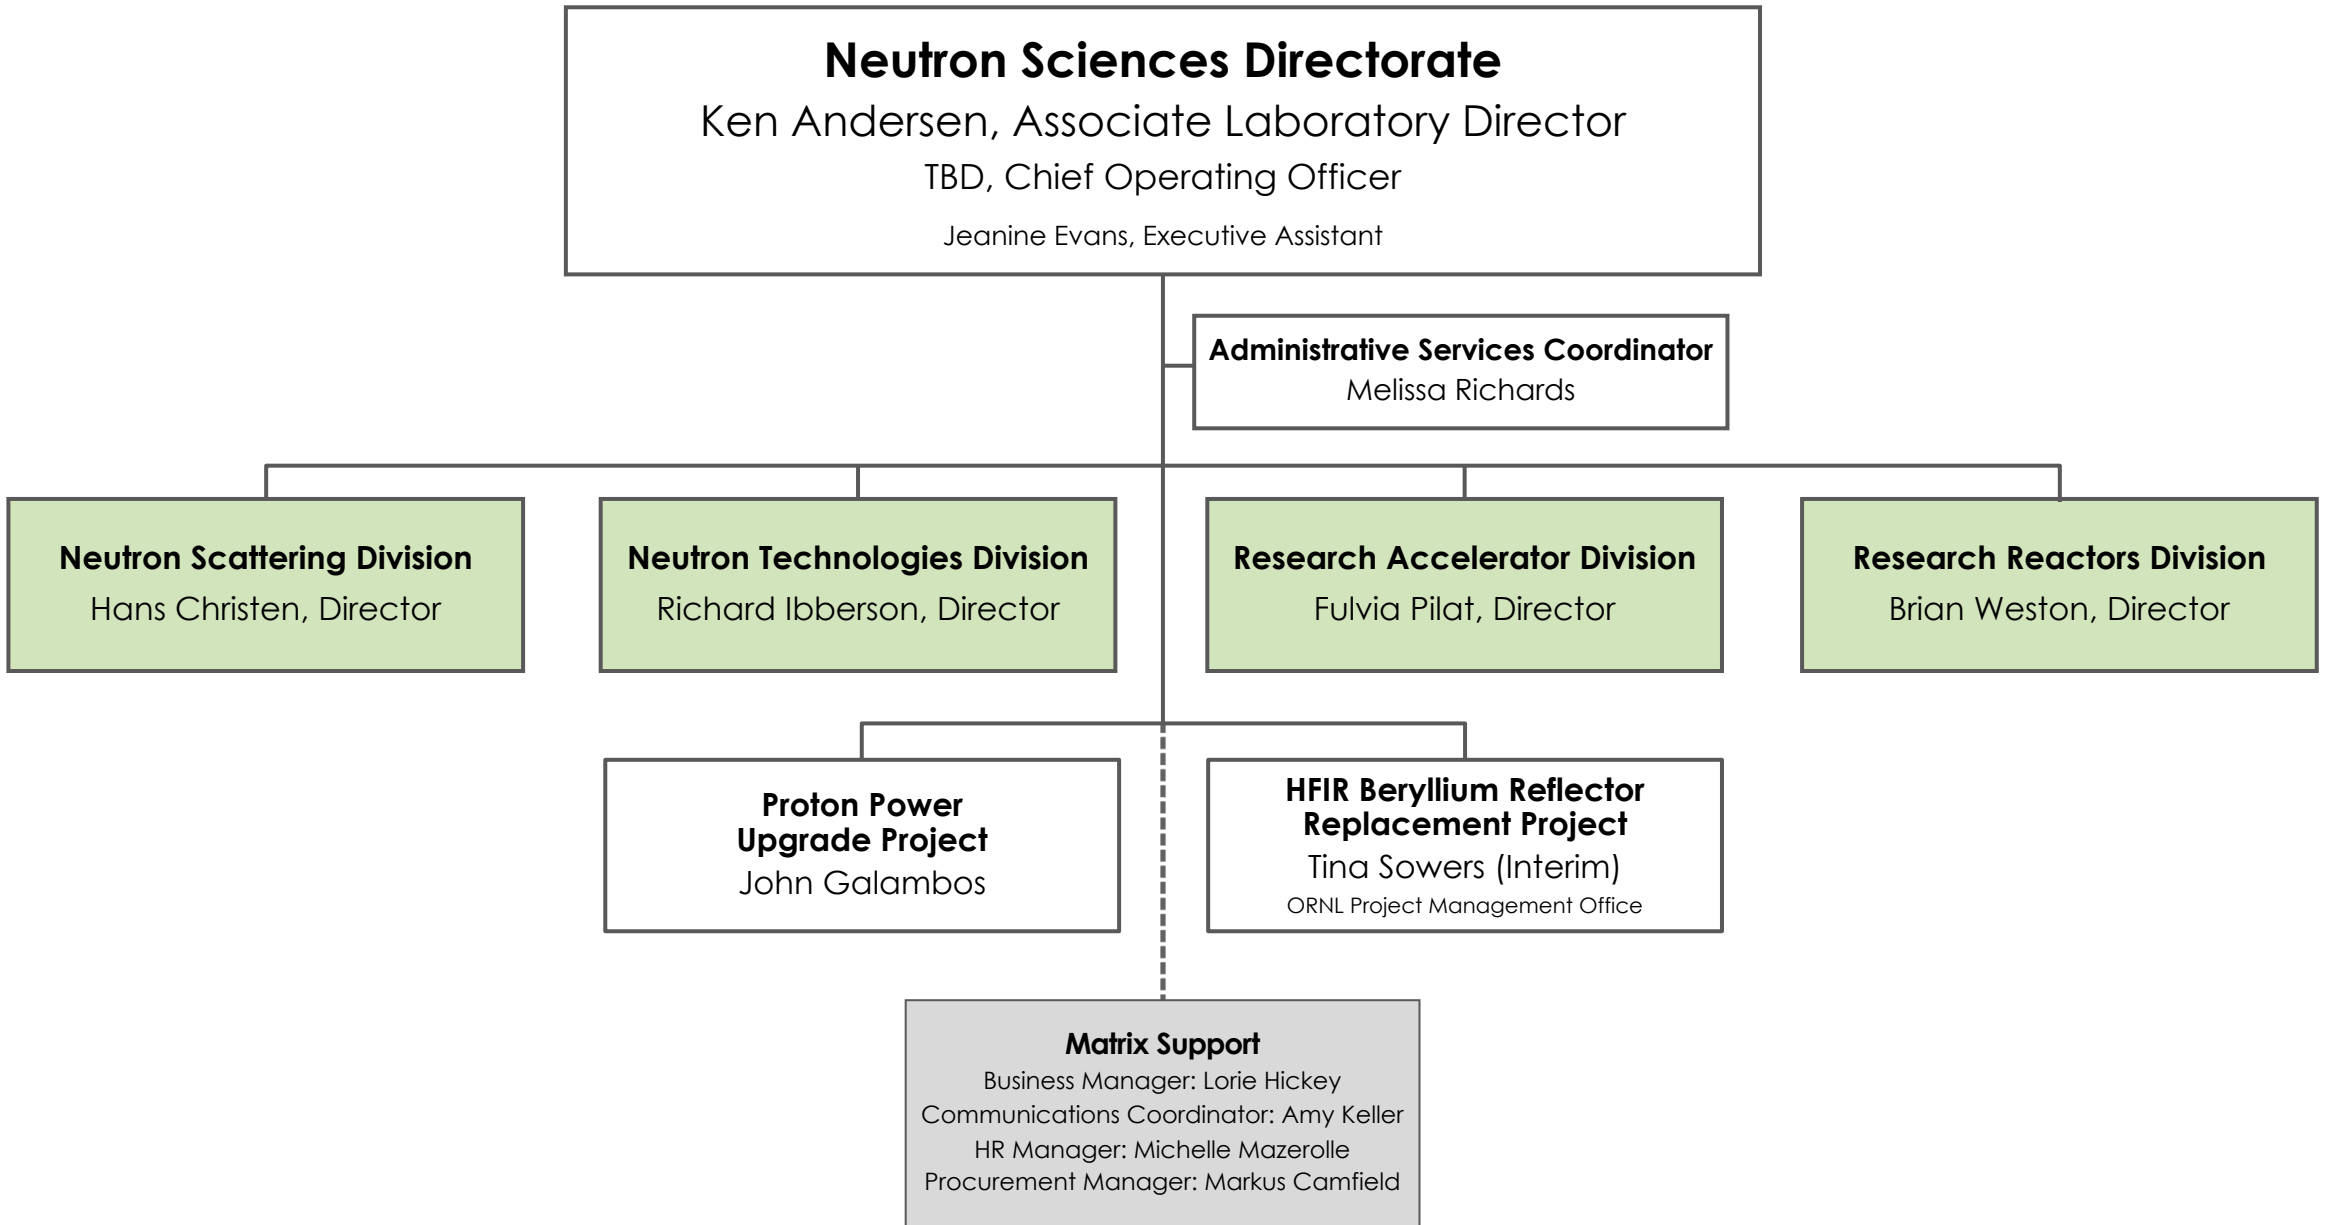 Neutron Sciences Directorate
Ken Andersen, Associate Laboratory Director
TBD, Chief Operating Officer
Jeanine Evans, Executive Assistant
Administrative Services Coordinator
Melissa Richards
Neutron Scattering Division
Hans Christen, Director
Neutron Technologies Division
Richard Ibberson, Director
Research Accelerator Division
Fulvia Pilat, Director
Research Reactors Division
Brian Weston, Director
Proton Power
Upgrade Project
John Galambos
HFIR Beryllium Reflector
Replacement Project
Tina Sowers (Interim)
ORNL Project Management Office
Matrix Support
Business Manager: Lorie Hickey
Communications Coordinator: Amy Keller
HR Manager: Michelle Mazerolle
Procurement Manager: Markus Camfield